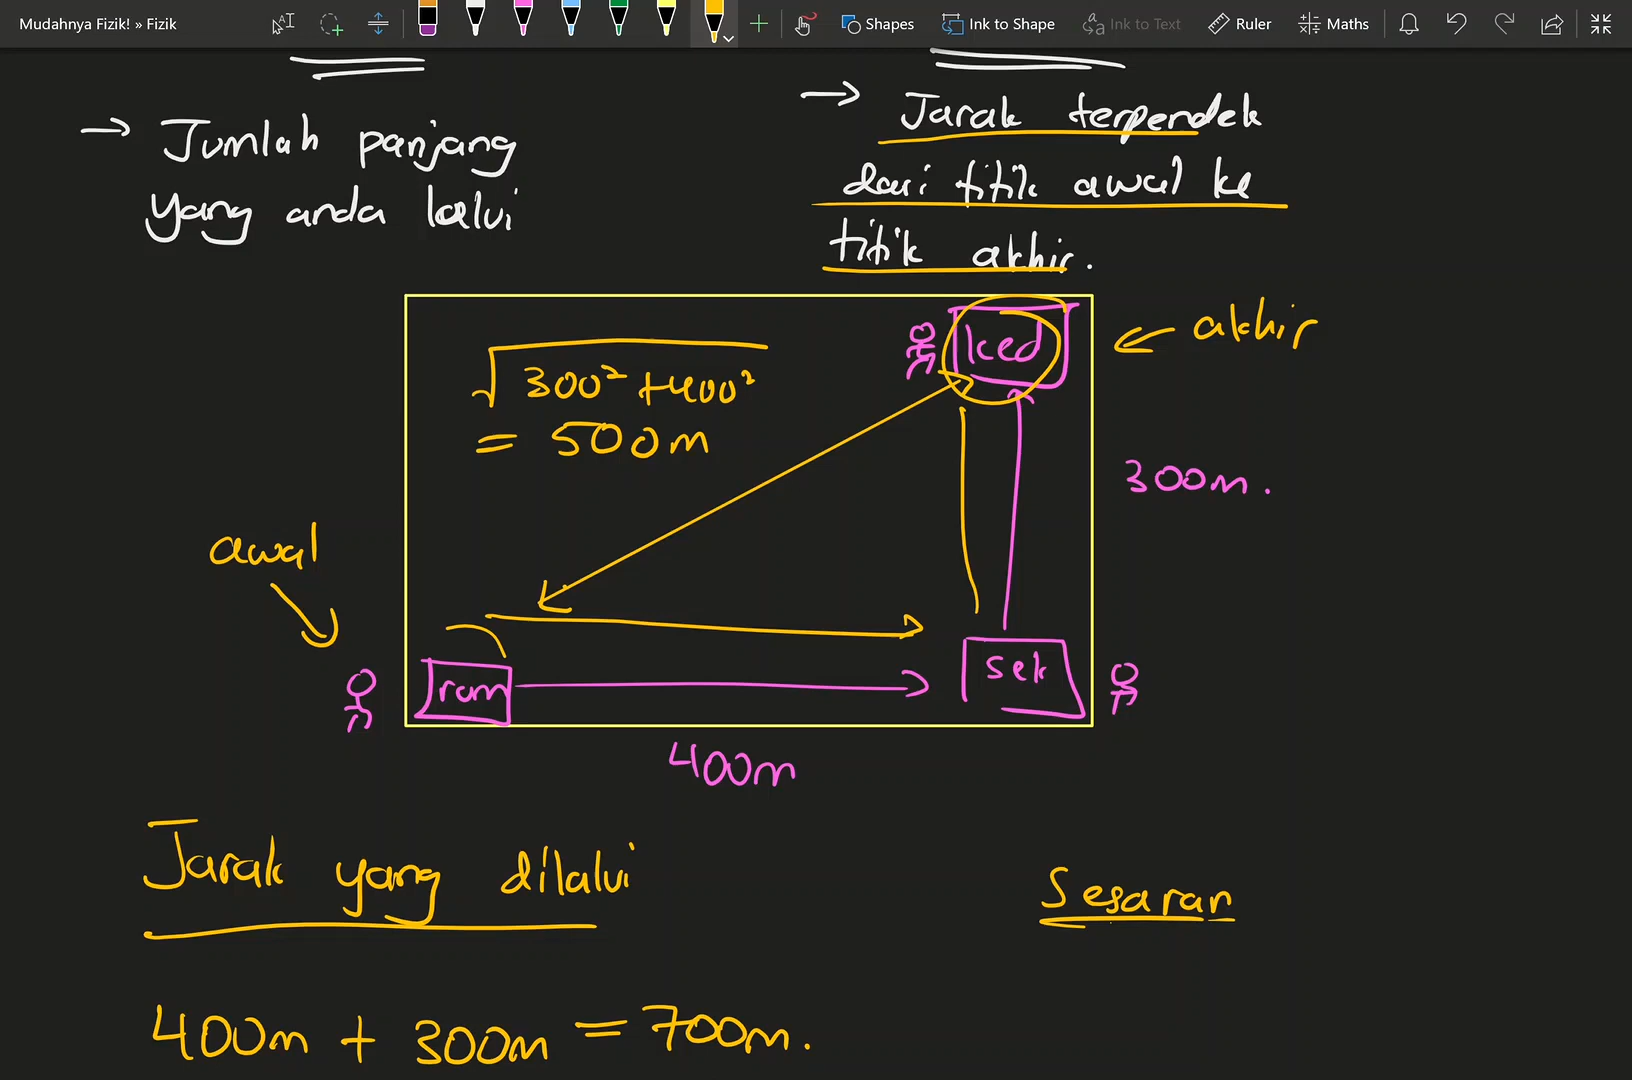 Mudahnya Fizik! » Fizik
Shapes
Ink to Shape
Ink to Text
Ruler
Maths
→ Jumlah panjang
yang anda lalui
→ Jarak terpendek
dari titik awal ke
titik akhir.
√300² + 400²
= 500m
ked
← akhir
300m.
awal
rum
sek
400m
Jarak yang dilalui
Sesaran
400m + 300m = 700m.